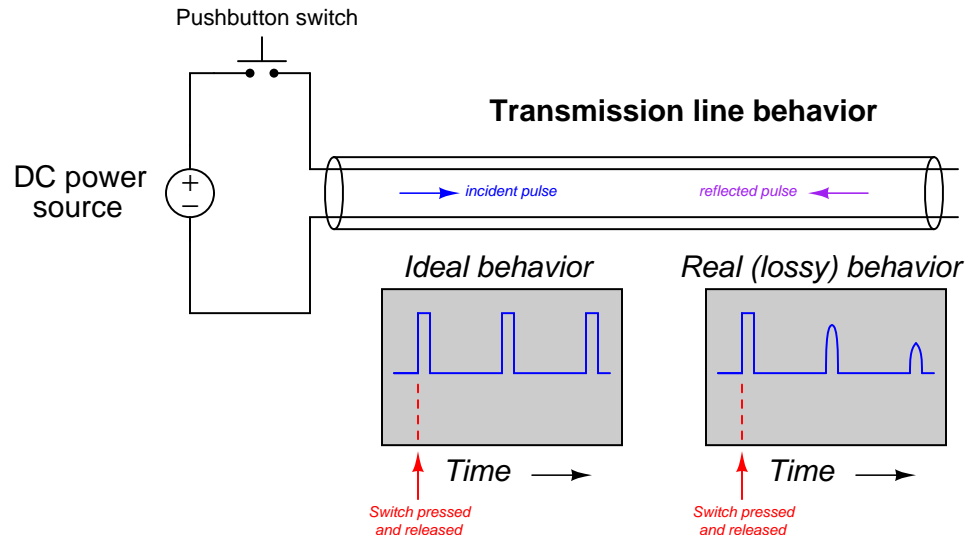 Pushbutton switch
Transmission line behavior
DC power
source
+
−
incident pulse
reflected pulse
Ideal behavior
Real (lossy) behavior
Time
Time
Switch pressed
and released
Switch pressed
and released